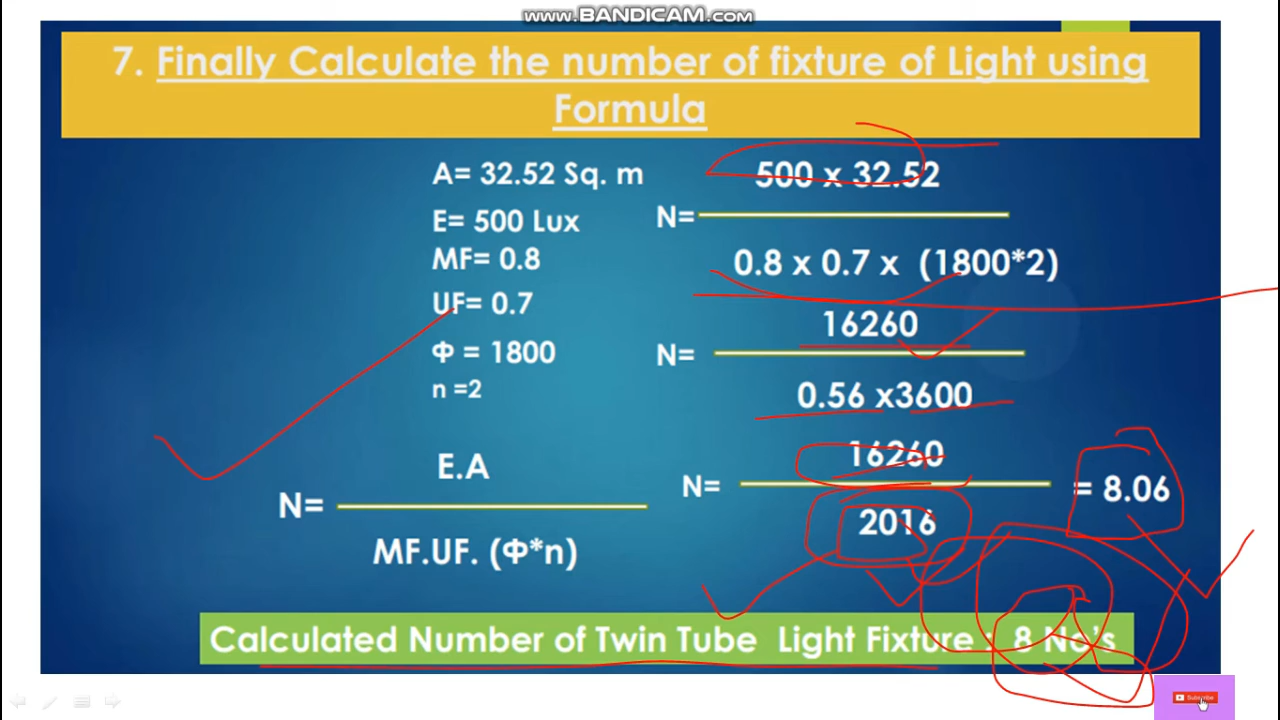 www.BANDICAM.com
7. Finally Calculate the number of fixture of Light using
Formula
A= 32.52 Sq. m
E= 500 Lux
MF= 0.8
UF= 0.7
Φ = 1800
n =2
E.A
N=
MF.UF. (Φ*n)
500 x 32.52
N=
0.8 x 0.7 x (1800*2)
16260
N=
0.56 x3600
16260
N= = 8.06
2016
Calculated Number of Twin Tube Light Fixture : 8 No's
Subscribe